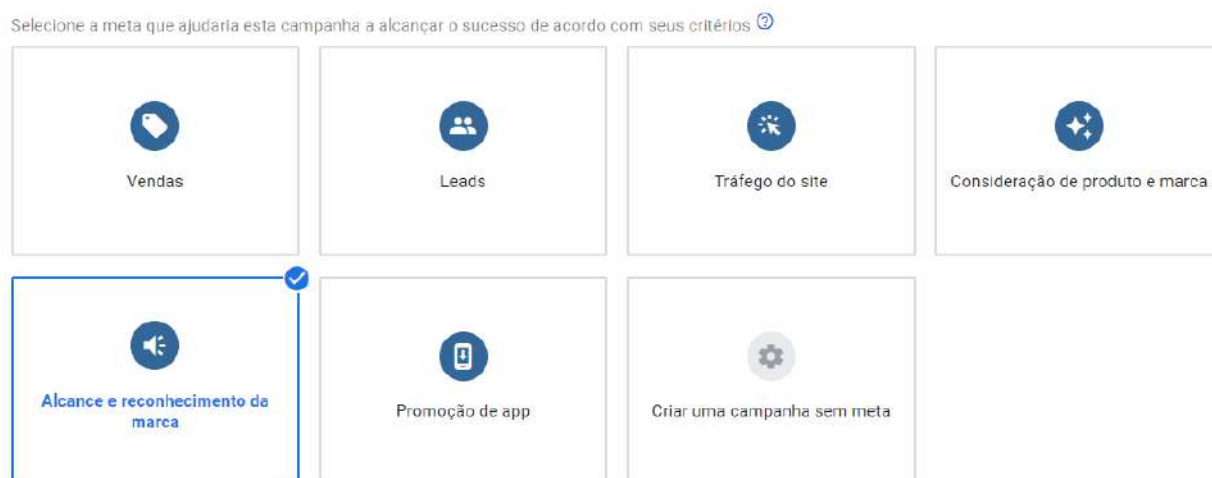 Selecione a meta que ajudaria esta campanha a alcançar o sucesso de acordo com seus critérios
Vendas
Leads
Tráfego do site
Consideração de produto e marca
Alcance e reconhecimento da
marca
Promoção de app
Criar uma campanha sem meta